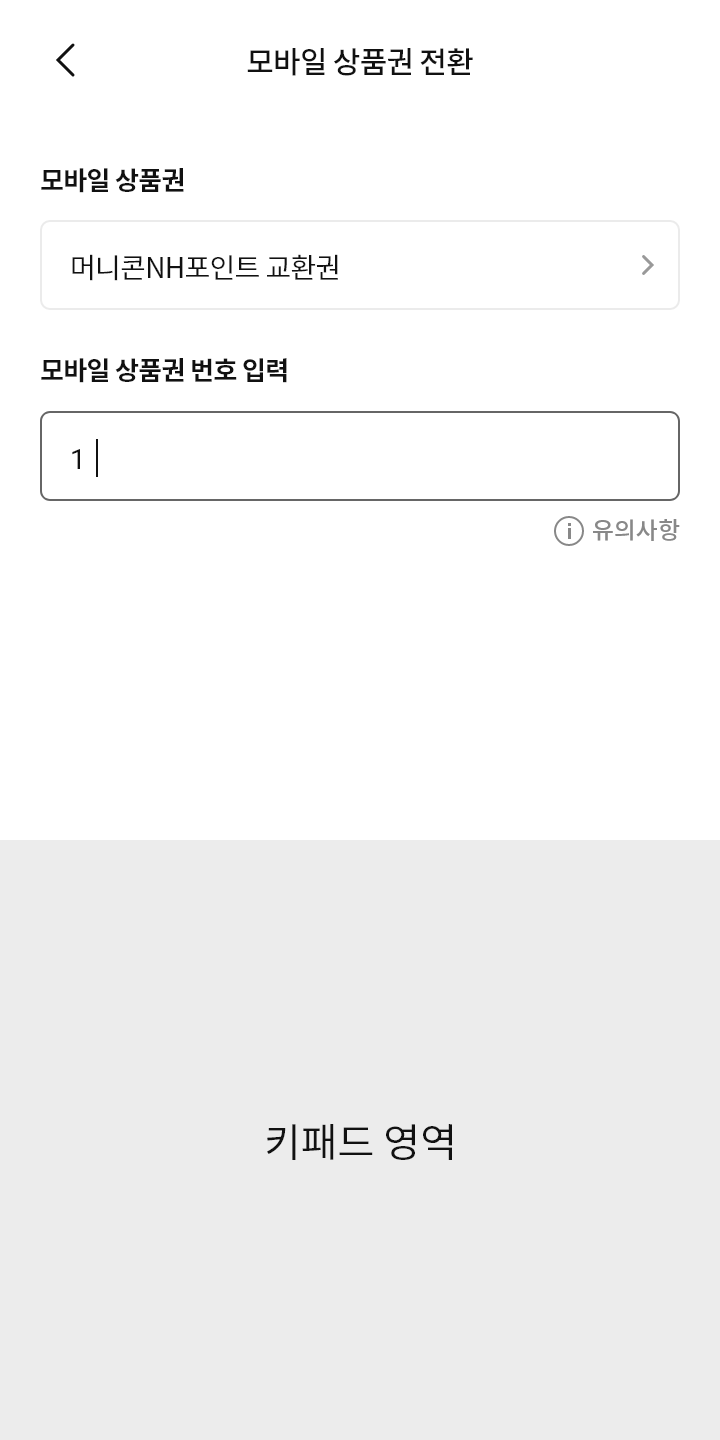 모바일 상품권 전환
모바일 상품권
머니콘NH포인트 교환권
모바일 상품권 번호 입력
1
유의사항
키패드 영역